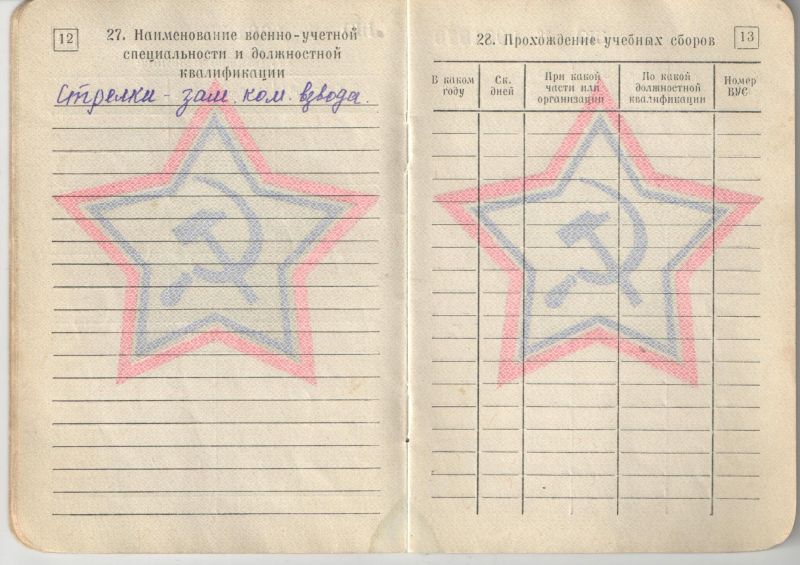 12
27. Наименование военно-учетной
специальности и должностной
квалификации
Стрелки - зам. ком. взвода.
28. Прохождение учебных сборов
13
В каком
году
Ск.
дней
При какой
части или
организации
По какой
должностной
квалификации
Номер
ВУС